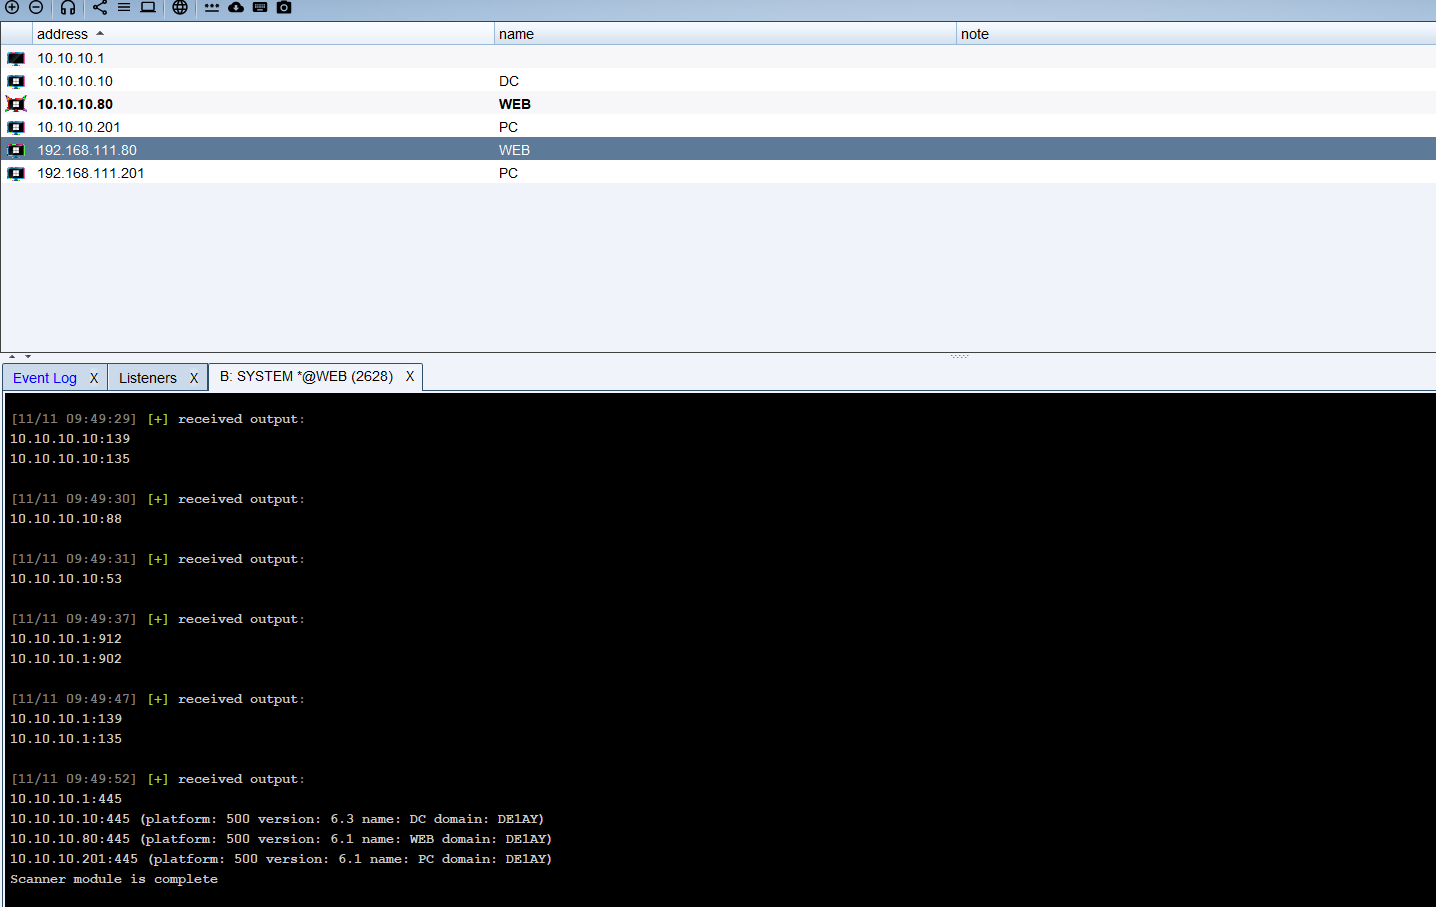 address name note
10.10.10.1
10.10.10.10 DC
10.10.10.80 WEB
10.10.10.201 PC
192.168.111.80 WEB
192.168.111.201 PC
Event Log X Listeners X B: SYSTEM *@WEB (2628) X
[11/11 09:49:29] [+] received output:
10.10.10.10:139
10.10.10.10:135
[11/11 09:49:30] [+] received output:
10.10.10.10:88
[11/11 09:49:31] [+] received output:
10.10.10.10:53
[11/11 09:49:37] [+] received output:
10.10.10.1:912
10.10.10.1:902
[11/11 09:49:47] [+] received output:
10.10.10.1:139
10.10.10.1:135
[11/11 09:49:52] [+] received output:
10.10.10.1:445
10.10.10.10:445 (platform: 500 version: 6.3 name: DC domain: DE1AY)
10.10.10.80:445 (platform: 500 version: 6.1 name: WEB domain: DE1AY)
10.10.10.201:445 (platform: 500 version: 6.1 name: PC domain: DE1AY)
Scanner module is complete